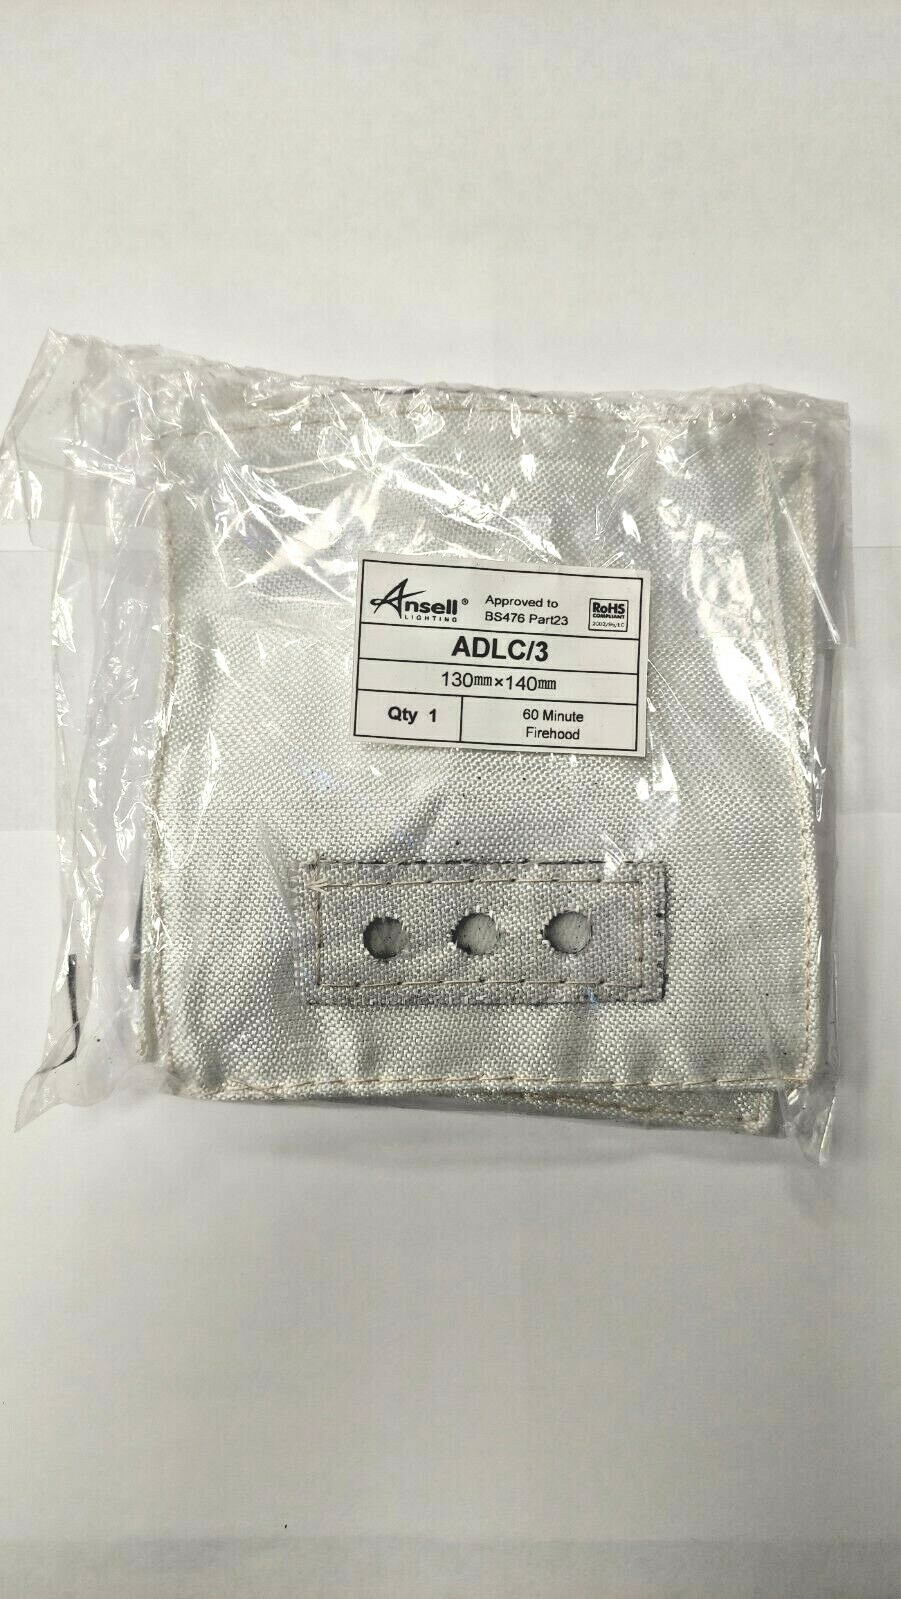 Ansell®
LIGHTING
Approved to
BS476 Part23
RoHS
COMPLIANT
ADLC/3
130mm×140mm
Qty 1
60 Minute
Firehood